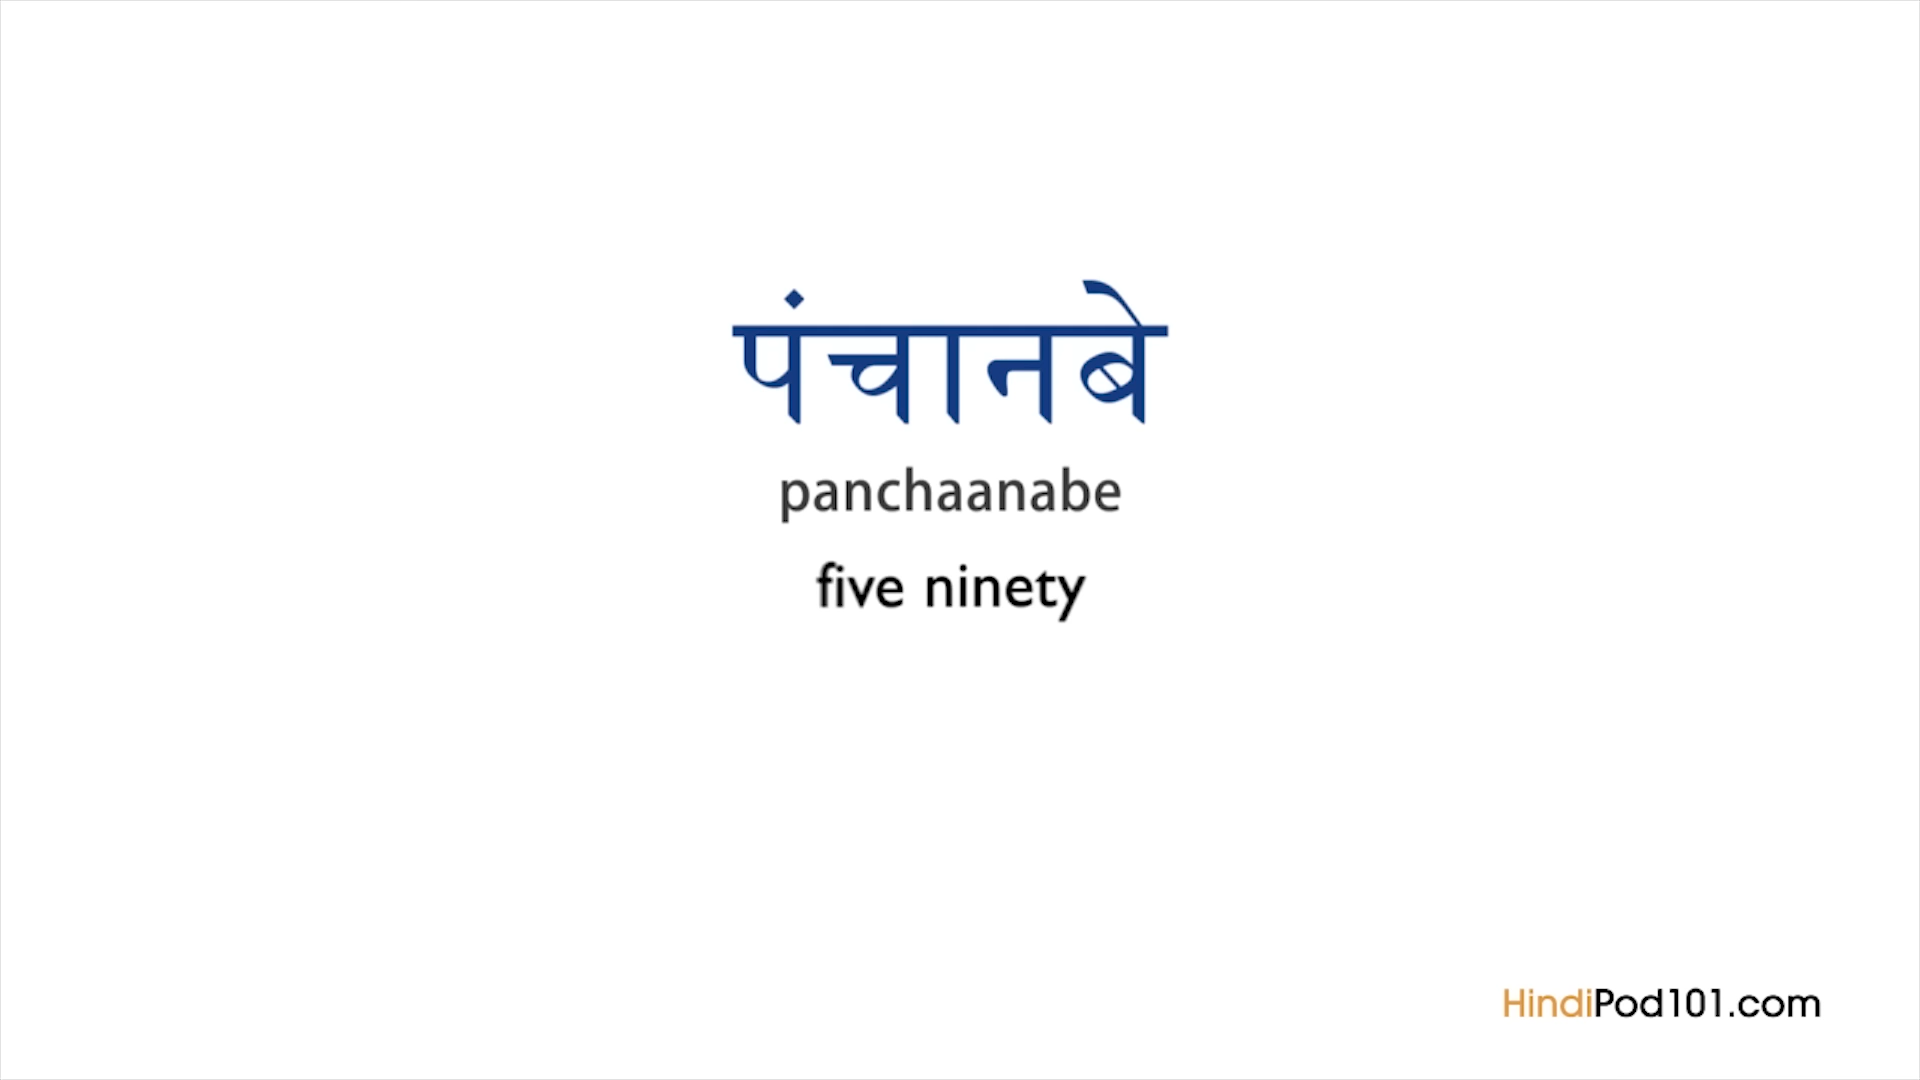 पंचानबे
panchaanabe
five ninety
HindiPod101.com